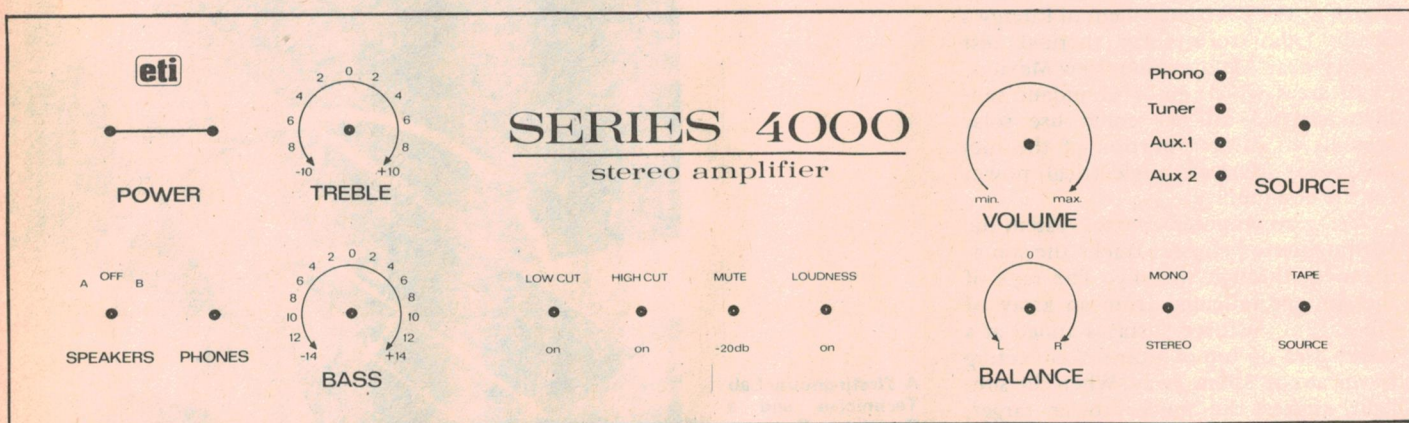 eti
POWER
2 0 2
4 4
6 6
8 8
-10 +10
TREBLE
SERIES 4000
stereo amplifier
min. max.
VOLUME
Phono
Tuner
Aux.1
Aux 2
SOURCE
A OFF B
SPEAKERS
PHONES
2 0 2
4 4
6 6
8 8
10 10
12 12
-14 +14
BASS
LOW CUT
on
HIGH CUT
on
MUTE
-20db
LOUDNESS
on
0
L R
BALANCE
MONO
STEREO
TAPE
SOURCE